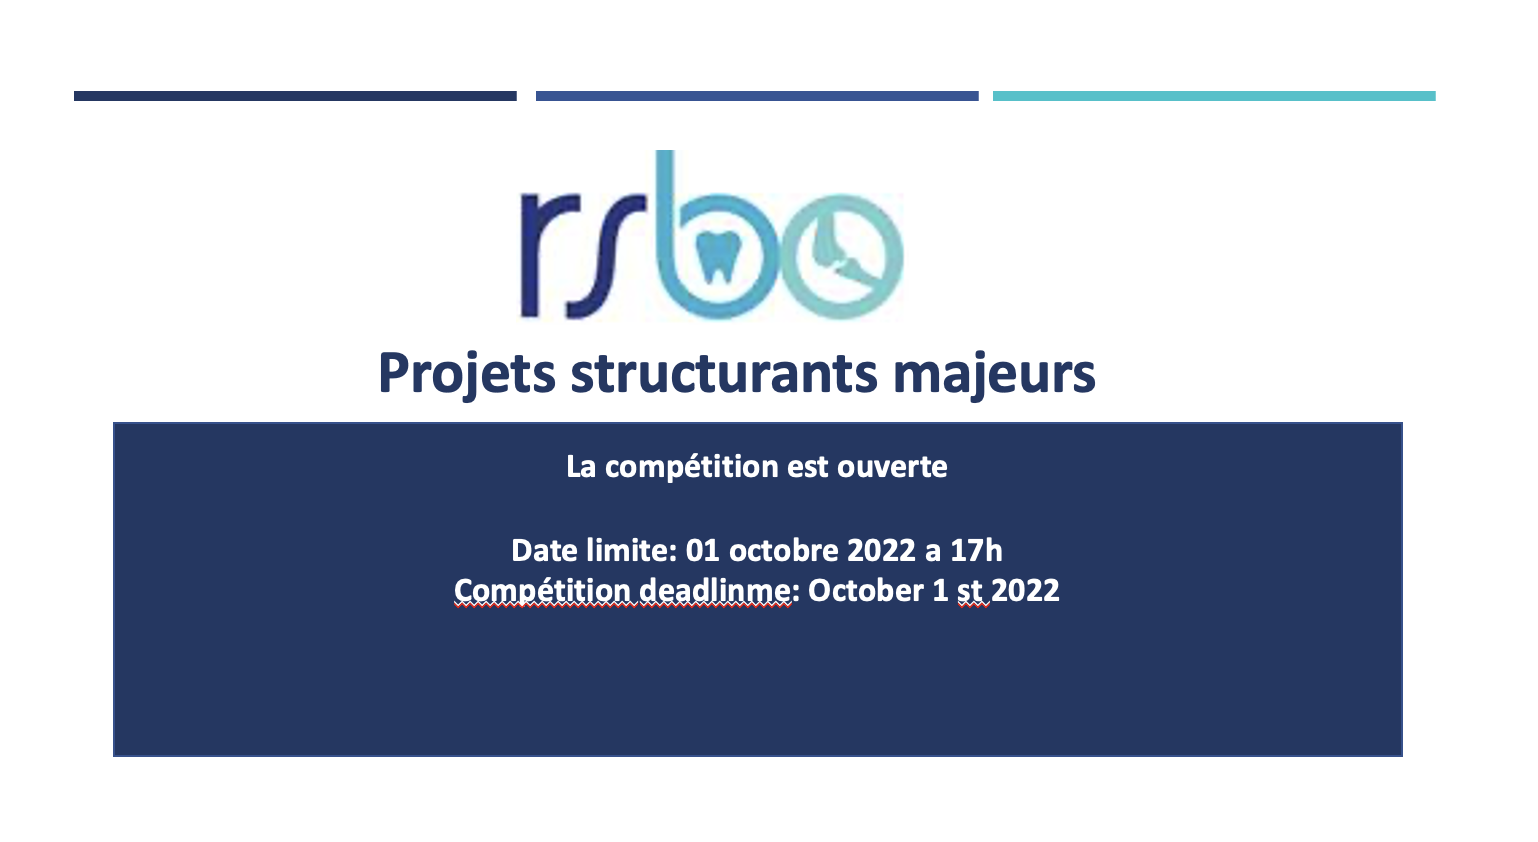 rsbo
Projets structurants majeurs
La compétition est ouverte
Date limite: 01 octobre 2022 a 17h
Compétition deadlinme: October 1 st 2022